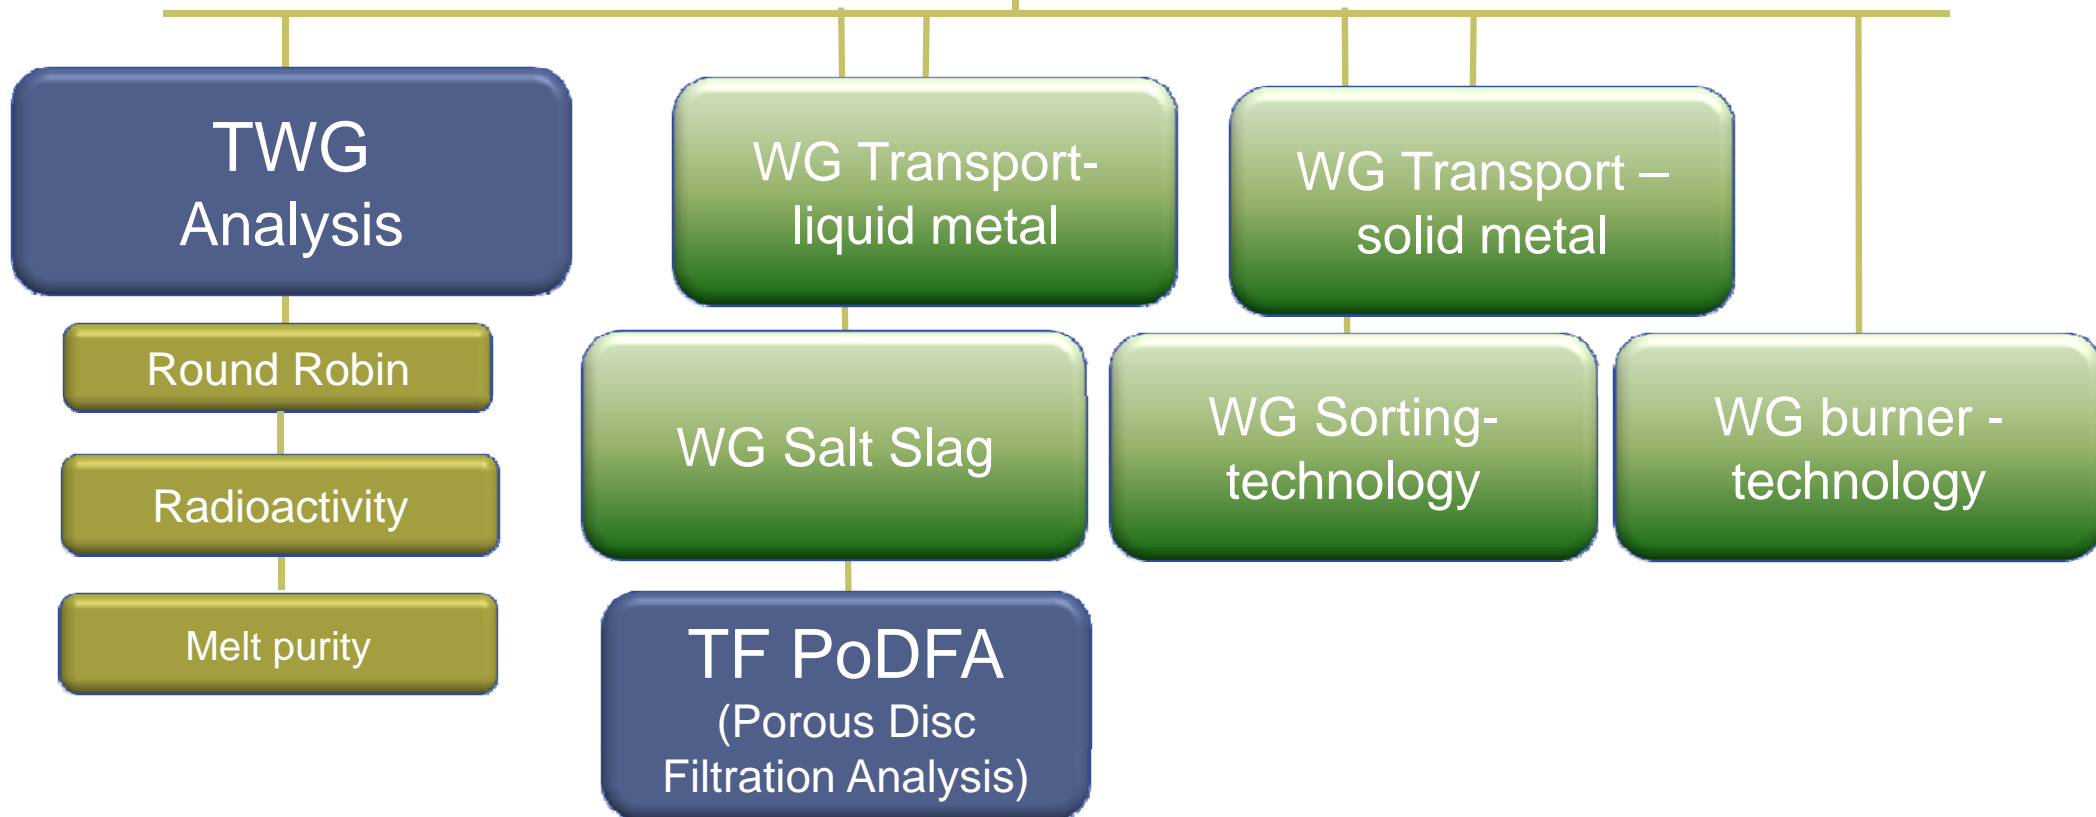 TWG
Analysis
WG Transport-
liquid metal
WG Transport –
solid metal
Round Robin
Radioactivity
Melt purity
WG Salt Slag
WG Sorting-
technology
WG burner -
technology
TF PoDFA
(Porous Disc
Filtration Analysis)